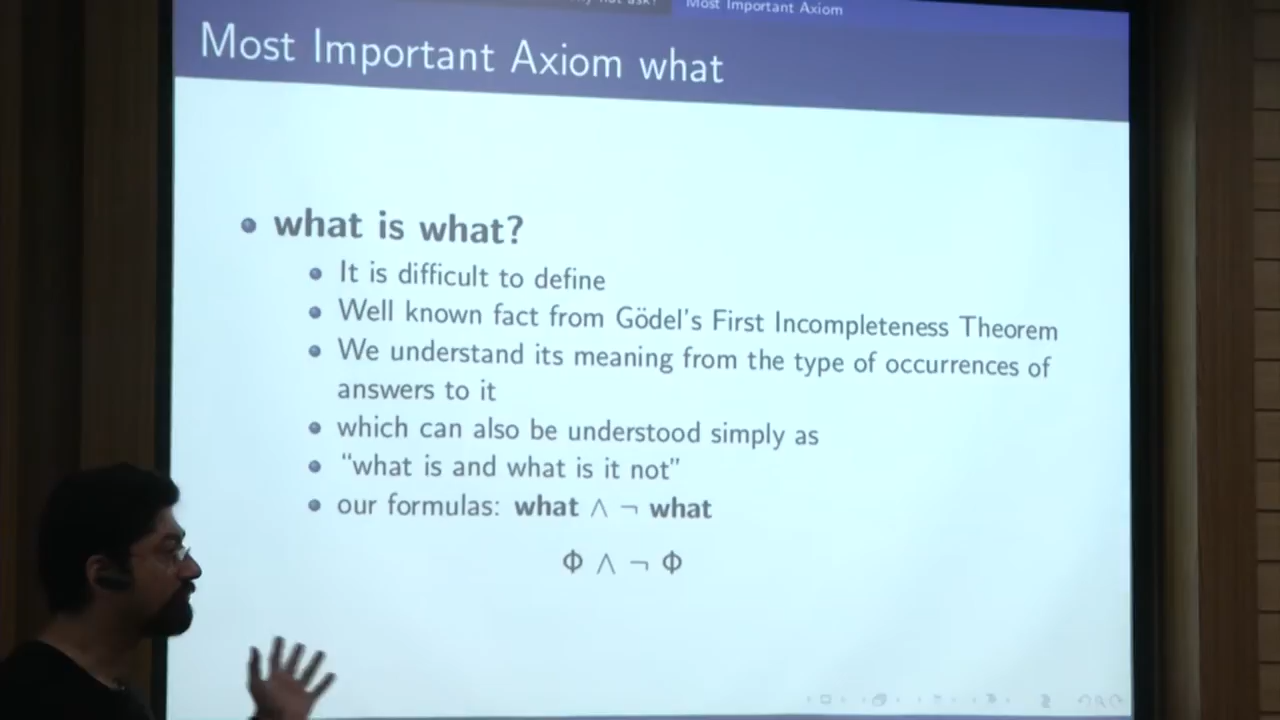 not ask?
Most Important Axiom
Most Important Axiom what
what is what?
It is difficult to define
Well known fact from Gödel's First Incompleteness Theorem
We understand its meaning from the type of occurrences of
answers to it
which can also be understood simply as
“what is and what is it not”
our formulas: what ∧ ¬ what
Φ ∧ ¬ Φ